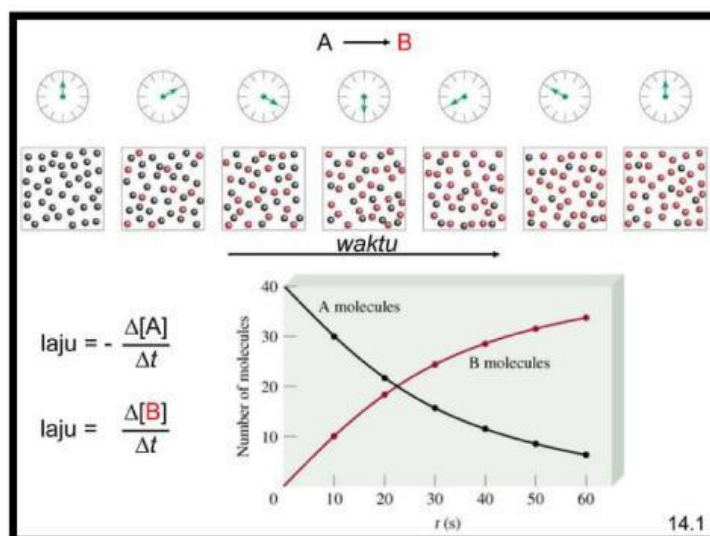 A → B
waktu
laju = - Δ[A] / Δt
laju = Δ[B] / Δt
Number of molecules
40
30
20
10
0
A molecules
B molecules
10 20 30 40 50 60
t (s)
14.1